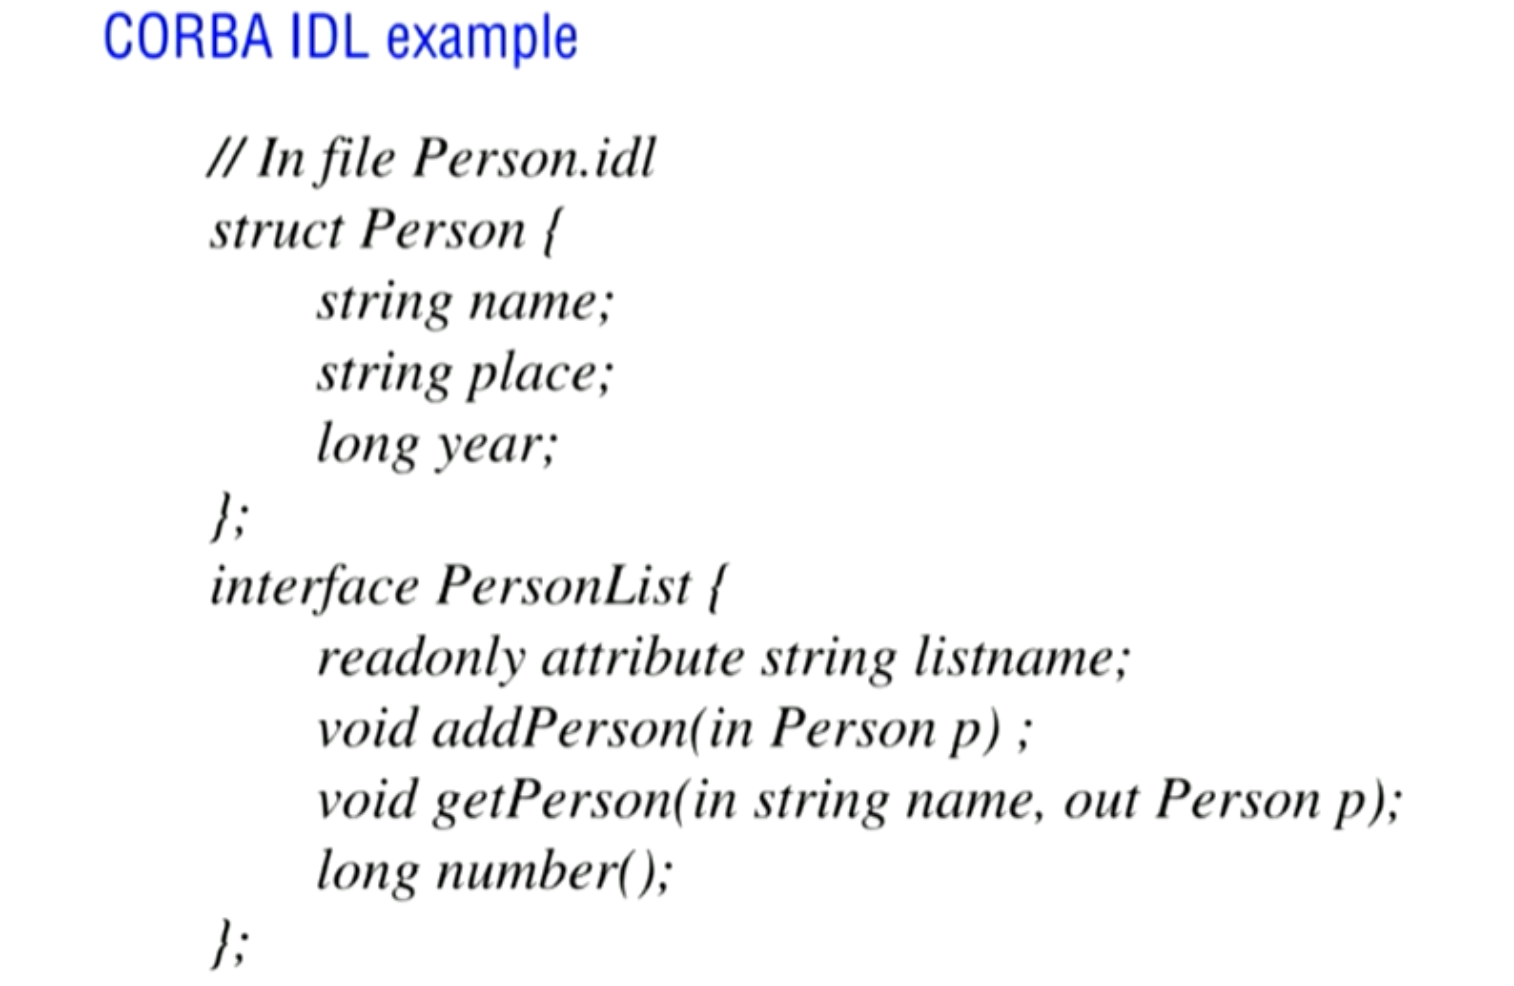 CORBA IDL example
// In file Person.idl
struct Person {
string name;
string place;
long year;
};
interface PersonList {
readonly attribute string listname;
void addPerson(in Person p) ;
void getPerson(in string name, out Person p);
long number();
};